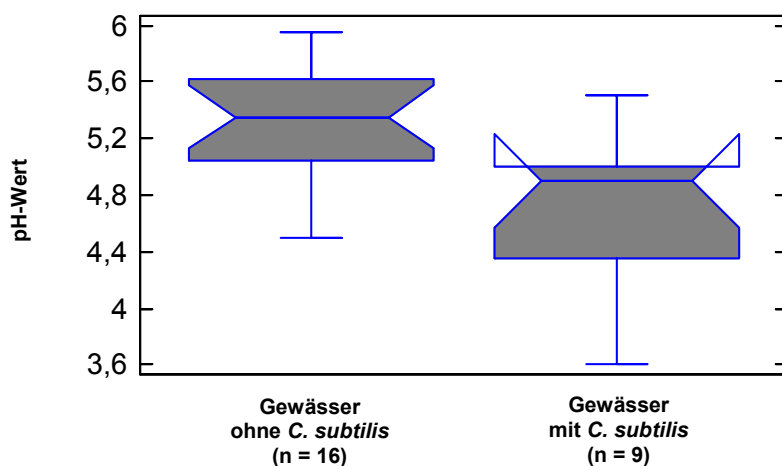 pH-Wert
6
5,6
5,2
4,8
4,4
4
3,6
Gewässer
ohne C. subtilis
(n = 16)
Gewässer
mit C. subtilis
(n = 9)